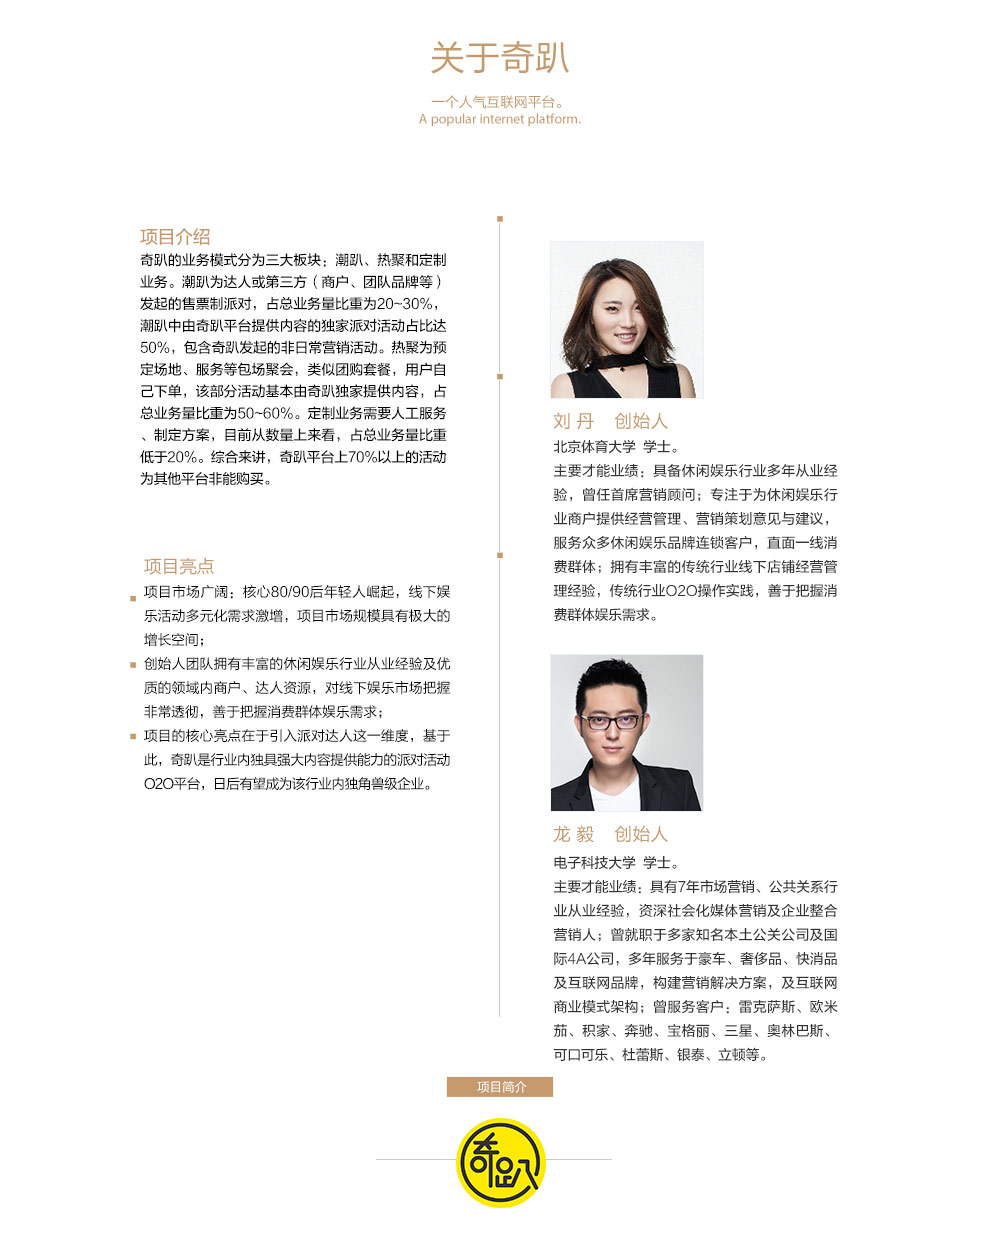 关于奇趴
一个人气互联网平台。
A popular internet platform.
项目介绍
奇趴的业务模式分为三大板块：潮趴、热聚和定制
业务。潮趴为达人或第三方（商户、团队品牌等）
发起的售票制派对，占总业务量比重为20~30%，
潮趴中由奇趴平台提供内容的独家派对活动占比达
50%，包含奇趴发起的非日常营销活动。热聚为预
定场地、服务等包场聚会，类似团购套餐，用户自
己下单，该部分活动基本由奇趴独家提供内容，占
总业务量比重为50~60%。定制业务需要人工服务
、制定方案，目前从数量上来看，占总业务量比重
低于20%。综合来讲，奇趴平台上70%以上的活动
为其他平台非能购买。
项目亮点
项目市场广阔：核心80/90后年轻人崛起，线下娱
乐活动多元化需求激增，项目市场规模具有极大的
增长空间；
创始人团队拥有丰富的休闲娱乐行业从业经验及优
质的领域内商户、达人资源，对线下娱乐市场把握
非常透彻，善于把握消费群体娱乐需求；
项目的核心亮点在于引入派对达人这一维度，基于
此，奇趴是行业内独具强大内容提供能力的派对活动
O2O平台，日后有望成为该行业内独角兽级企业。
刘 丹 创始人
北京体育大学 学士。
主要才能业绩：具备休闲娱乐行业多年从业经
验，曾任首席营销顾问；专注于为休闲娱乐行
业商户提供经营管理、营销策划意见与建议，
服务众多休闲娱乐品牌连锁客户，直面一线消
费群体；拥有丰富的传统行业线下店铺经营管
理经验，传统行业O2O操作实践，善于把握消
费群体娱乐需求。
龙 毅 创始人
电子科技大学 学士。
主要才能业绩：具有7年市场营销、公共关系行
业从业经验，资深社会化媒体营销及企业整合
营销人；曾就职于多家知名本土公关公司及国
际4A公司，多年服务于豪车、奢侈品、快消品
及互联网品牌，构建营销解决方案，及互联网
商业模式架构；曾服务客户：雷克萨斯、欧米
茄、积家、奔驰、宝格丽、三星、奥林巴斯、
可口可乐、杜蕾斯、银泰、立顿等。
项目简介
奇趴